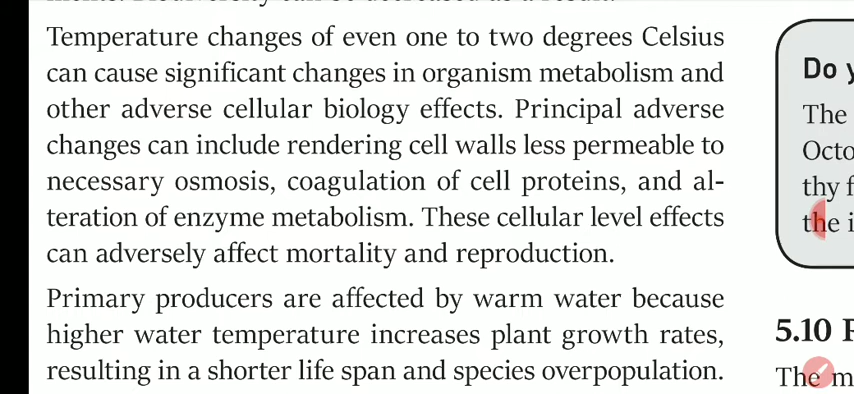 Temperature changes of even one to two degrees Celsius
can cause significant changes in organism metabolism and
other adverse cellular biology effects. Principal adverse
changes can include rendering cell walls less permeable to
necessary osmosis, coagulation of cell proteins, and al-
teration of enzyme metabolism. These cellular level effects
can adversely affect mortality and reproduction.
Primary producers are affected by warm water because
higher water temperature increases plant growth rates,
resulting in a shorter life span and species overpopulation.
Do y
The
Octo
thy f
the i
5.10
The m